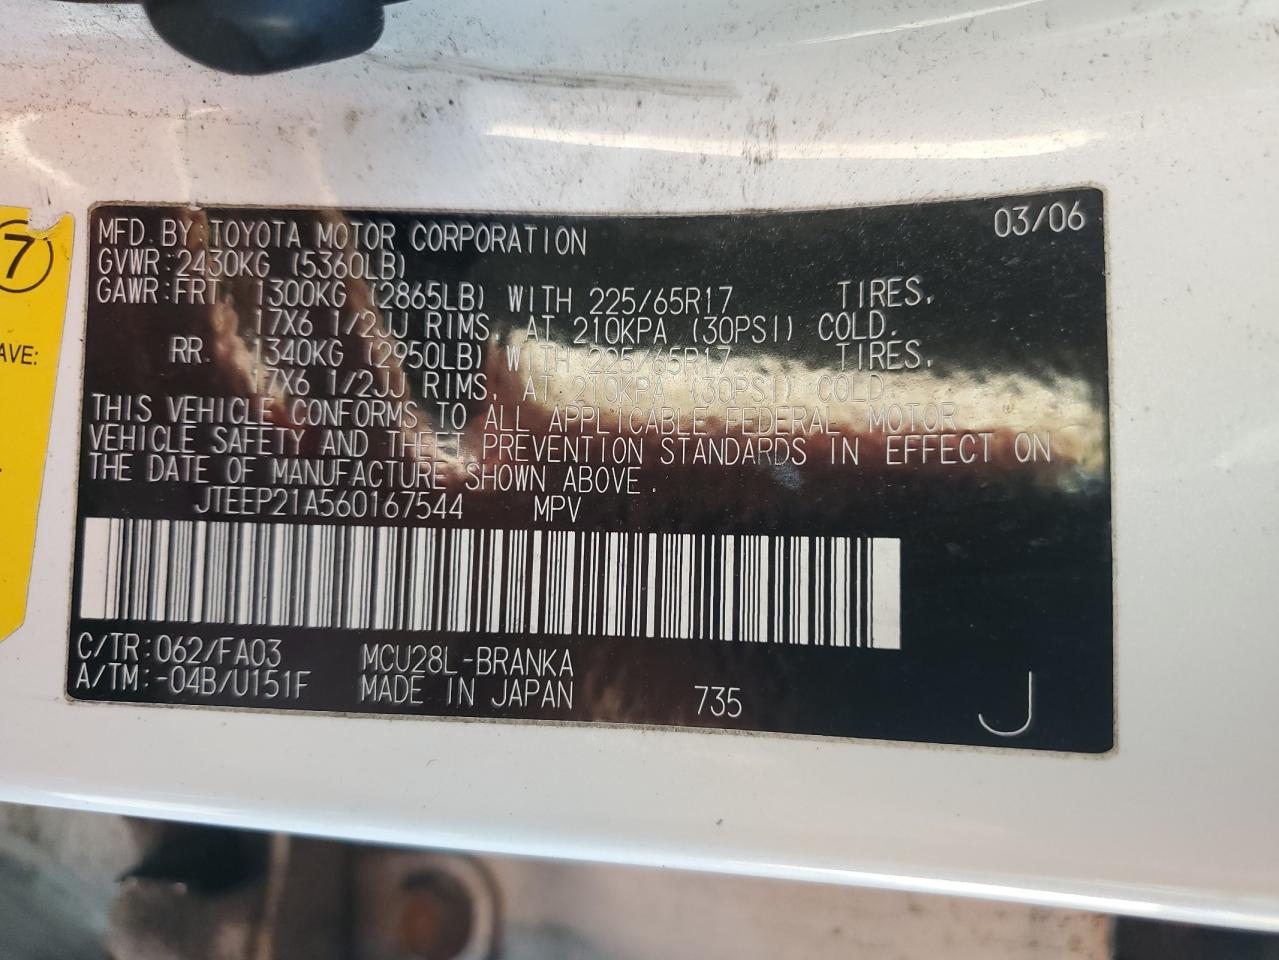 7
AVE:
03/06
MFD. BY: TOYOTA MOTOR CORPORATION
GVWR: 2430KG (5360LB)
GAWR: FRT. 1300KG (2865LB) WITH 225/65R17 TIRES,
17X6 1/2JJ RIMS, AT 210KPA (30PSI) COLD.
RR. 1340KG (2950LB) WITH 225/65R17 TIRES,
17X6 1/2JJ RIMS, AT 210KPA (30PSI) COLD
THIS VEHICLE CONFORMS TO ALL APPLICABLE FEDERAL MOTOR
VEHICLE SAFETY AND THEFT PREVENTION STANDARDS IN EFFECT ON
THE DATE OF MANUFACTURE SHOWN ABOVE.
JTEEP21A560167544 MPV
C/TR: 062/FA03 MCU28L-BRANKA
A/TM: -04B/U151F MADE IN JAPAN 735 J